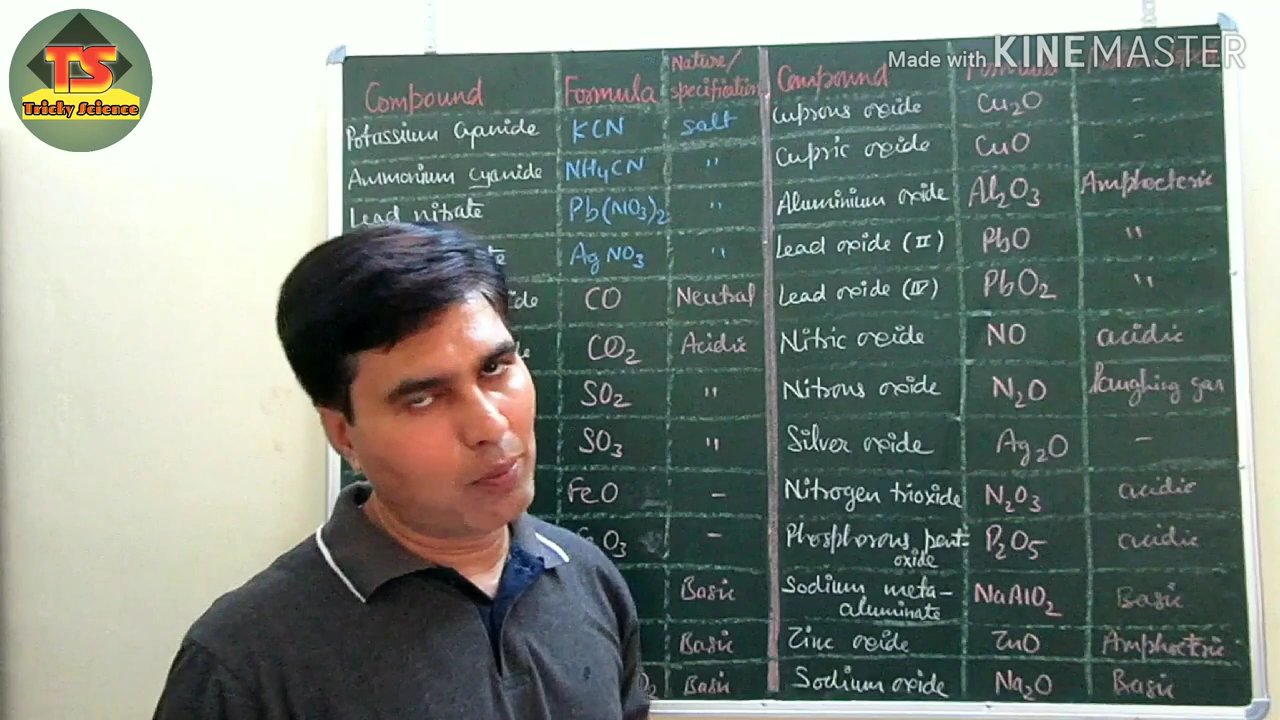 TS
Tricky Science
Made with KINEMASTER
Compound Formula Nature/ specification
Potassium Cyanide KCN salt
Ammonium cyanide NH4CN "
Lead nitrate Pb(NO3)2 "
AgNO3 "
CO Neutral
CO2 Acidic
SO2 "
SO3 "
FeO -
O3 -
Basic
Basic
Basic
Compound
Cuprous oxide Cu2O -
Cupric oxide CuO -
Aluminium oxide Al2O3 Amphoteric
Lead oxide (II) PbO "
Lead oxide (IV) PbO2 "
Nitric oxide NO acidic
Nitrous oxide N2O laughing gas
Silver oxide Ag2O -
Nitrogen trioxide N2O3 acidic
Phosphorous pent-
oxide P2O5 acidic
Sodium meta-
aluminate NaAlO2 Basic
Zinc oxide ZnO Amphoteric
Sodium oxide Na2O Basic